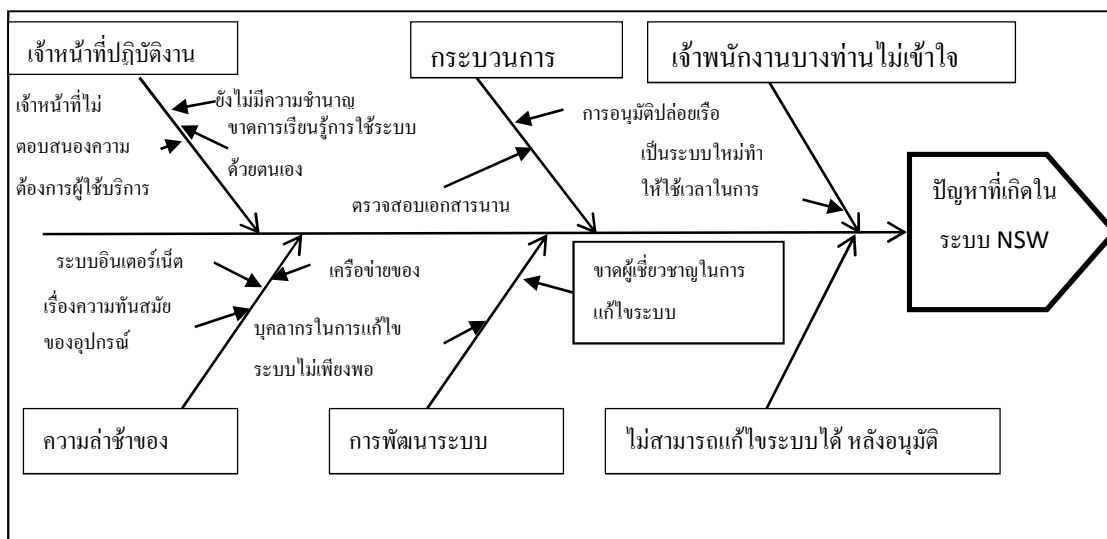 เจ้าหน้าที่ปฏิบัติงาน
กระบวนการ
เจ้าพนักงานบางท่านไม่เข้าใจ
เจ้าหน้าที่ไม่
ตอบสนองความ
ต้องการผู้ใช้บริการ
ยังไม่มีความชำนาญ
ขาดการเรียนรู้การใช้ระบบ
ด้วยตนเอง
การอนุมัติปล่อยเรือ
ตรวจสอบเอกสารนาน
เป็นระบบใหม่ทำ
ให้ใช้เวลาในการ
ปัญหาที่เกิดใน
ระบบ NSW
ระบบอินเตอร์เน็ต
เรื่องความทันสมัย
ของอุปกรณ์
เครือข่ายของ
บุคลากรในการแก้ไข
ระบบไม่เพียงพอ
ขาดผู้เชี่ยวชาญในการ
แก้ไขระบบ
ความล่าช้าของ
การพัฒนาระบบ
ไม่สามารถแก้ไขระบบได้ หลังอนุมัติ